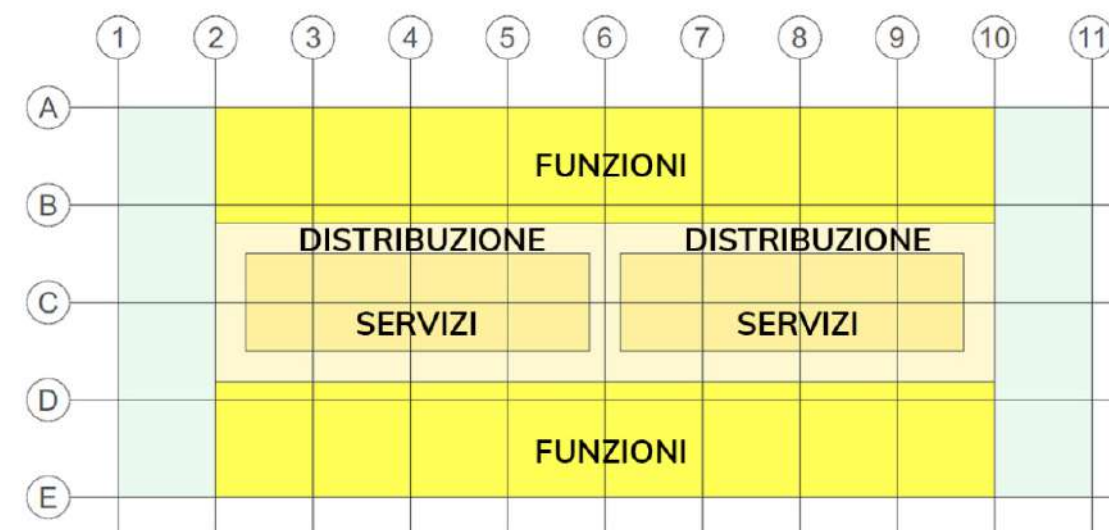 1 2 3 4 5 6 7 8 9 10 11
A
FUNZIONI
B
DISTRIBUZIONE DISTRIBUZIONE
C
SERVIZI SERVIZI
D
FUNZIONI
E